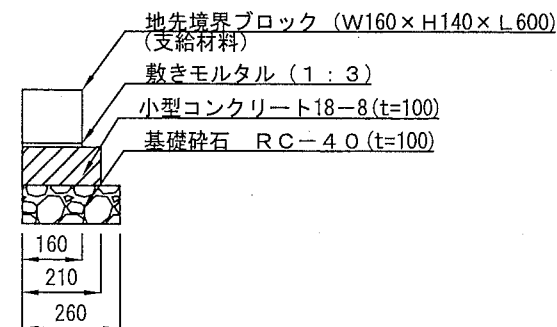 地先境界ブロック (W160×H140×L600)
(支給材料)
敷きモルタル(1:3)
小型コンクリート18-8(t=100)
基礎砕石 RC-40(t=100)
160
210
260